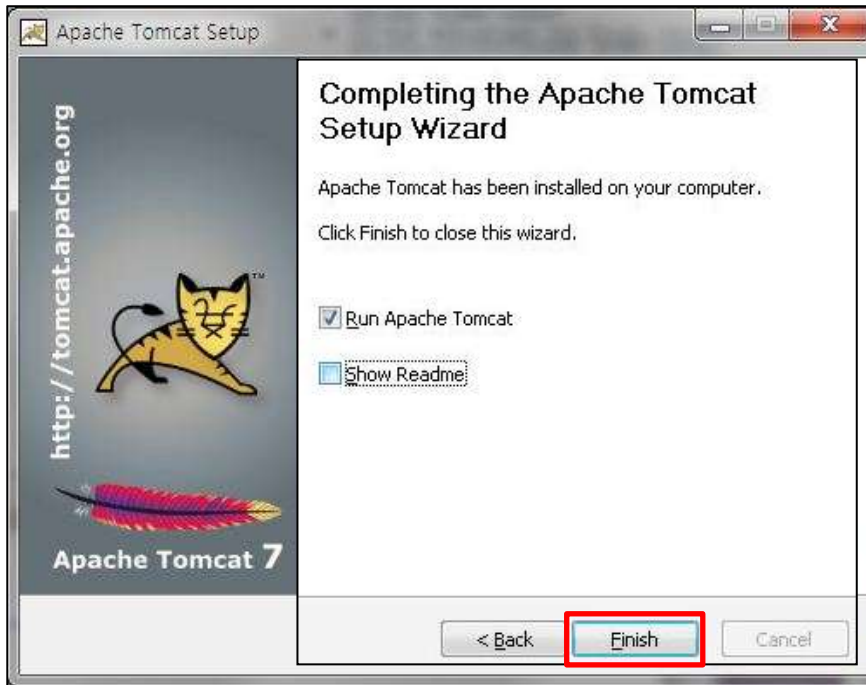 Apache Tomcat Setup
http://tomcat.apache.org
TM
Apache Tomcat 7
Completing the Apache Tomcat
Setup Wizard
Apache Tomcat has been installed on your computer.
Click Finish to close this wizard.
Run Apache Tomcat
Show Readme
< Back
Finish
Cancel